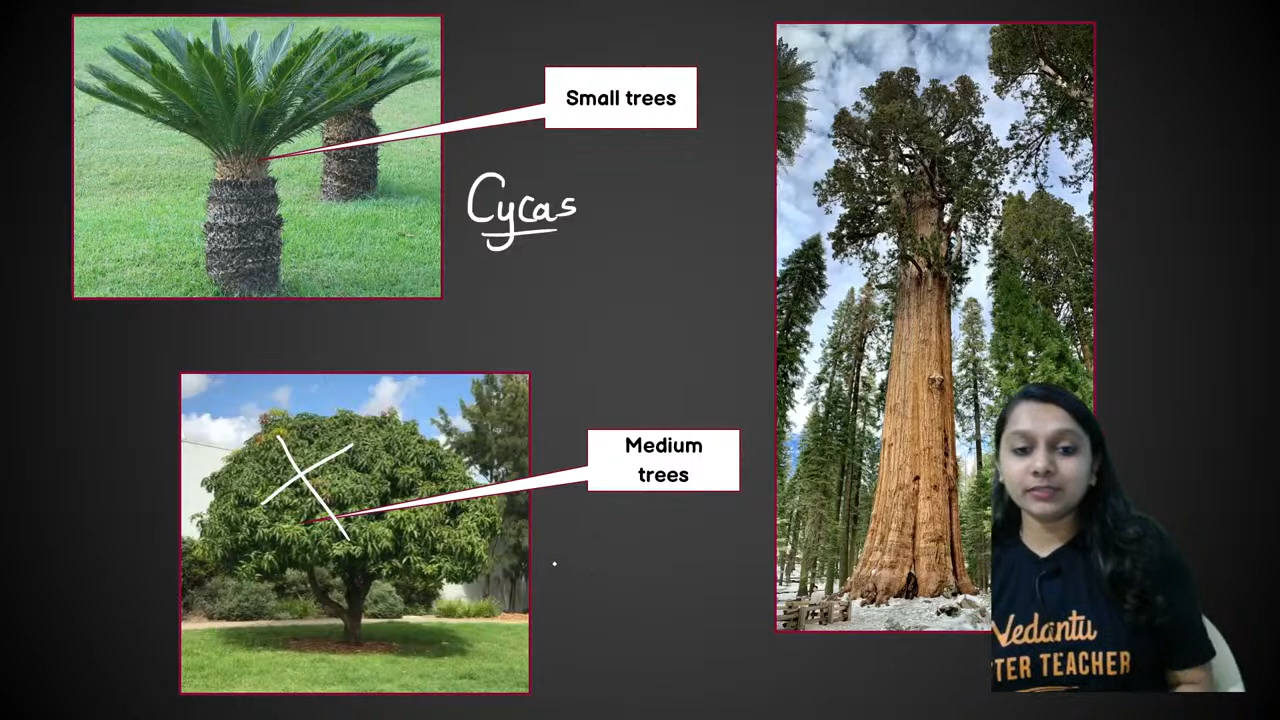 Small trees
Cycas
Medium
trees
Vedantu
TER TEACHER